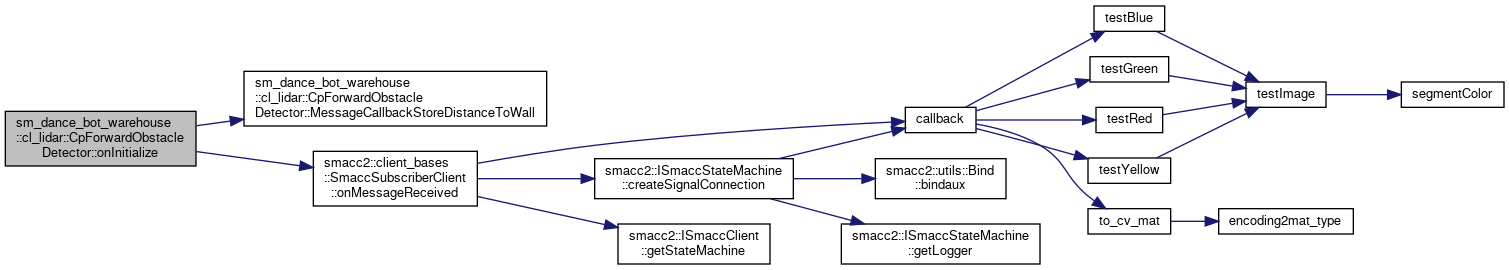 sm_dance_bot_warehouse
::cl_lidar::CpForwardObstacle
Detector::onInitialize
sm_dance_bot_warehouse
::cl_lidar::CpForwardObstacle
Detector::MessageCallbackStoreDistanceToWall
smacc2::client_bases
::SmaccSubscriberClient
::onMessageReceived
smacc2::ISmaccStateMachine
::createSignalConnection
smacc2::ISmaccClient
::getStateMachine
callback
smacc2::utils::Bind
::bindaux
smacc2::ISmaccStateMachine
::getLogger
testBlue
testGreen
testRed
testYellow
to_cv_mat
testImage
encoding2mat_type
segmentColor